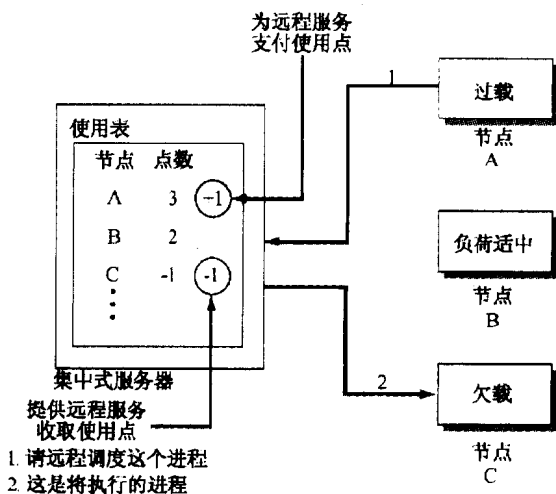 为远程服务
支付使用点
1
过载
节点
A
使用表
节点 点数
A 3 +1
B 2
C -1 -1
负荷适中
节点
B
集中式服务器
2
欠载
节点
C
提供远程服务
收取使用点
1. 请远程调度这个进程
2. 这是将执行的进程